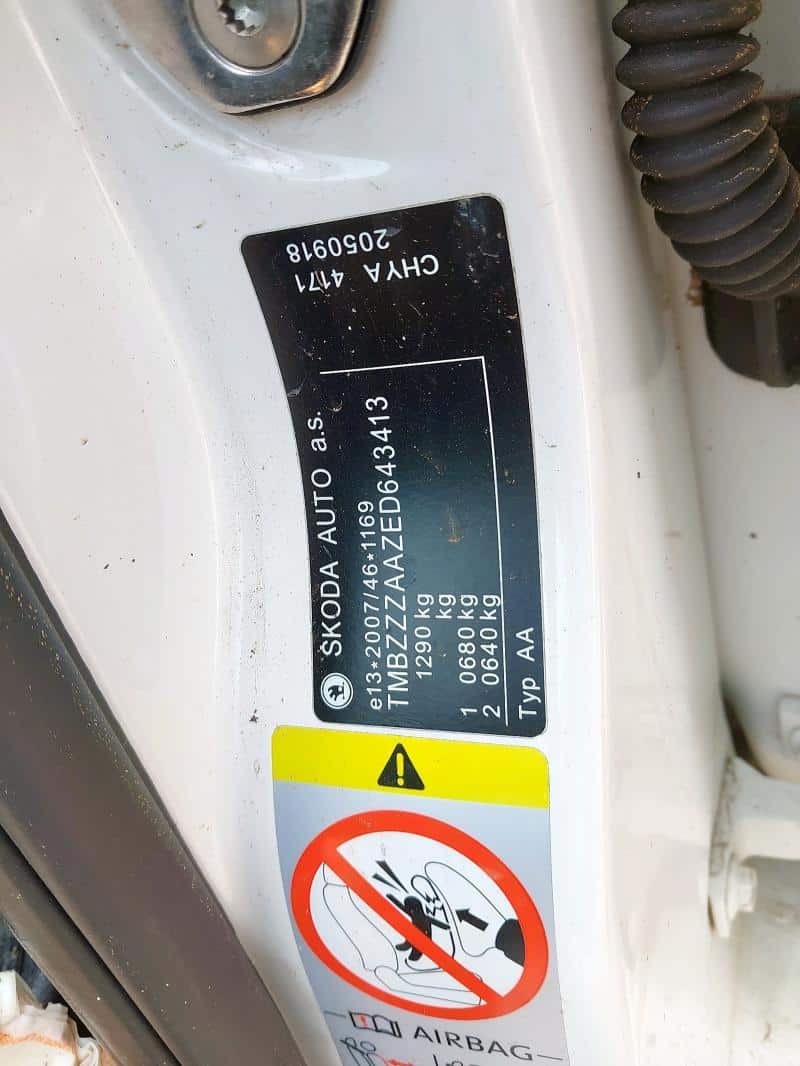 ŠKODA AUTO a.s.
e13*2007/46*1169
TMBZZZAAZED643413
1290 kg
kg
1 0680 kg
2 0640 kg
Typ AA
CHYA 4171
2050918
AIRBAG